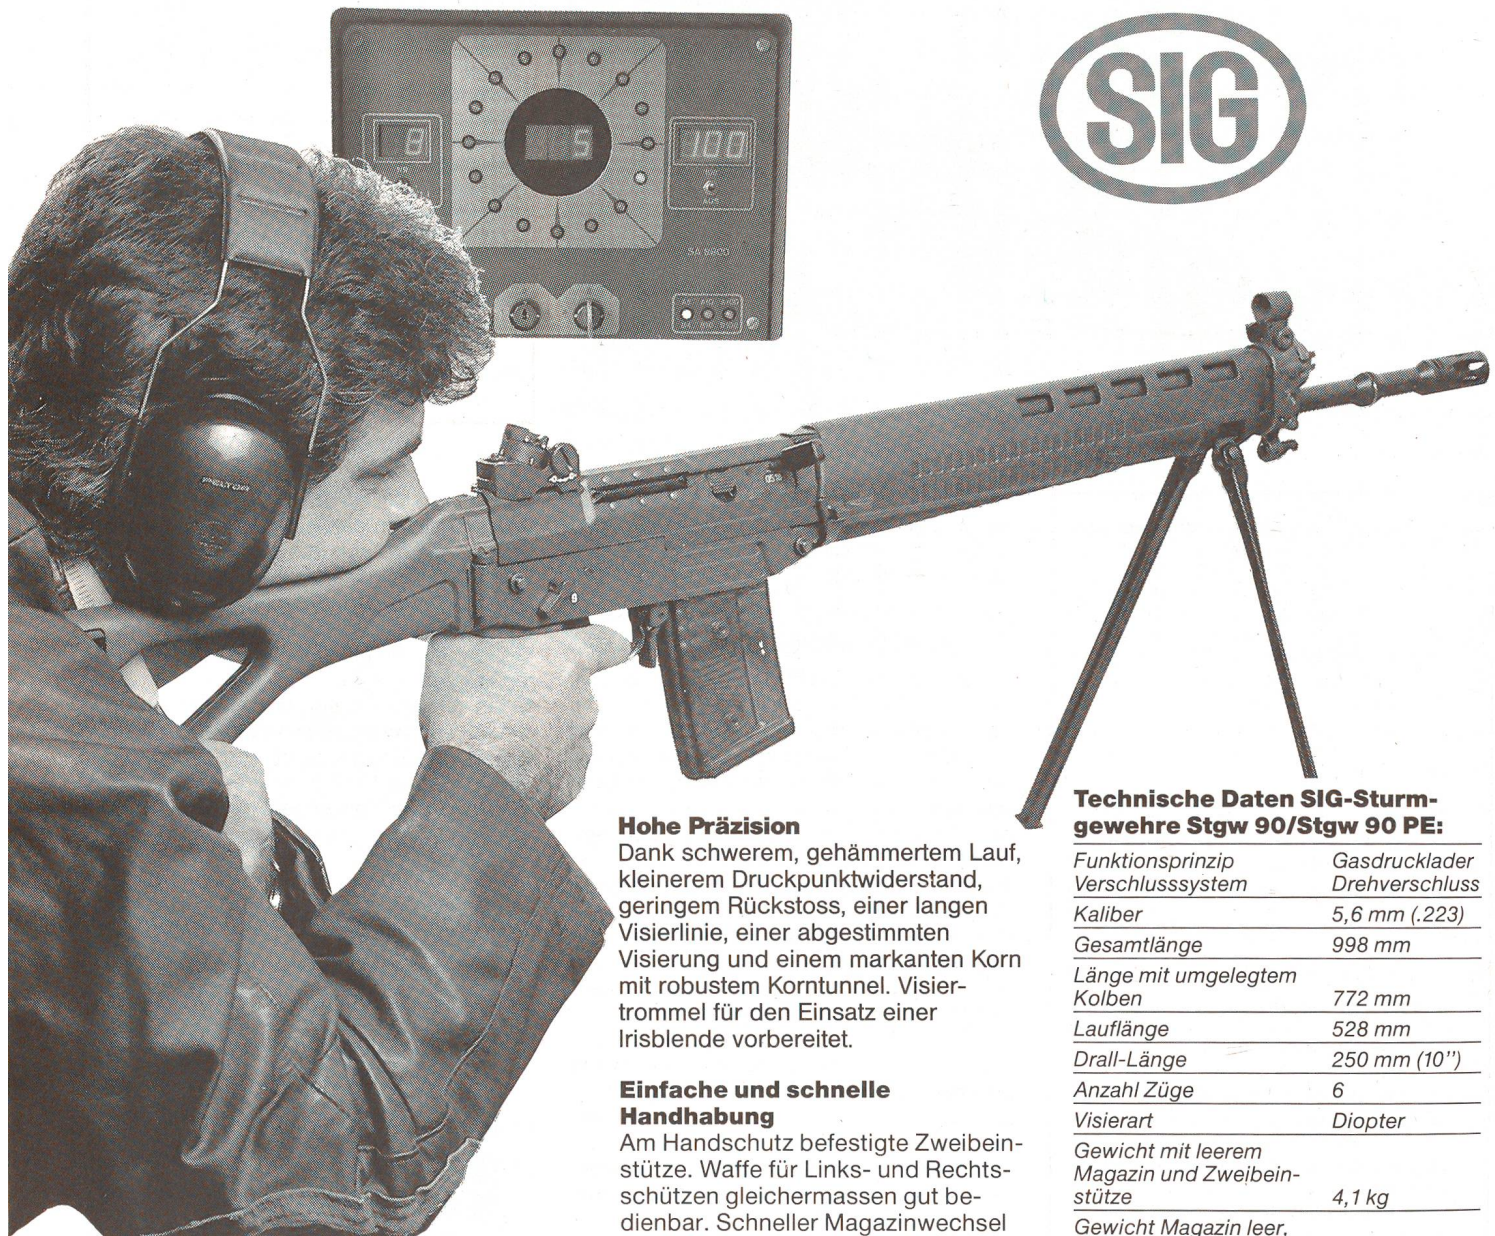 SIG
8
5
100
SA 9900
PELTOR
Hohe Präzision
Dank schwerem, gehämmertem Lauf,
kleinerem Druckpunktwiderstand,
geringem Rückstoss, einer langen
Visierlinie, einer abgestimmten
Visierung und einem markanten Korn
mit robustem Korntunnel. Visier-
trommel für den Einsatz einer
Irisblende vorbereitet.
Einfache und schnelle
Handhabung
Am Handschutz befestigte Zweibein-
stütze. Waffe für Links- und Rechts-
schützen gleichermassen gut be-
dienbar. Schneller Magazinwechsel
Technische Daten SIG-Sturm-
gewehre Stgw 90/Stgw 90 PE:
Funktionsprinzip Gasdrucklader
Verschlusssystem Drehverschluss
Kaliber 5,6 mm (.223)
Gesamtlänge 998 mm
Länge mit umgelegtem
Kolben 772 mm
Lauflänge 528 mm
Drall-Länge 250 mm (10'')
Anzahl Züge 6
Visierart Diopter
Gewicht mit leerem
Magazin und Zweibein-
stütze 4,1 kg
Gewicht Magazin leer,